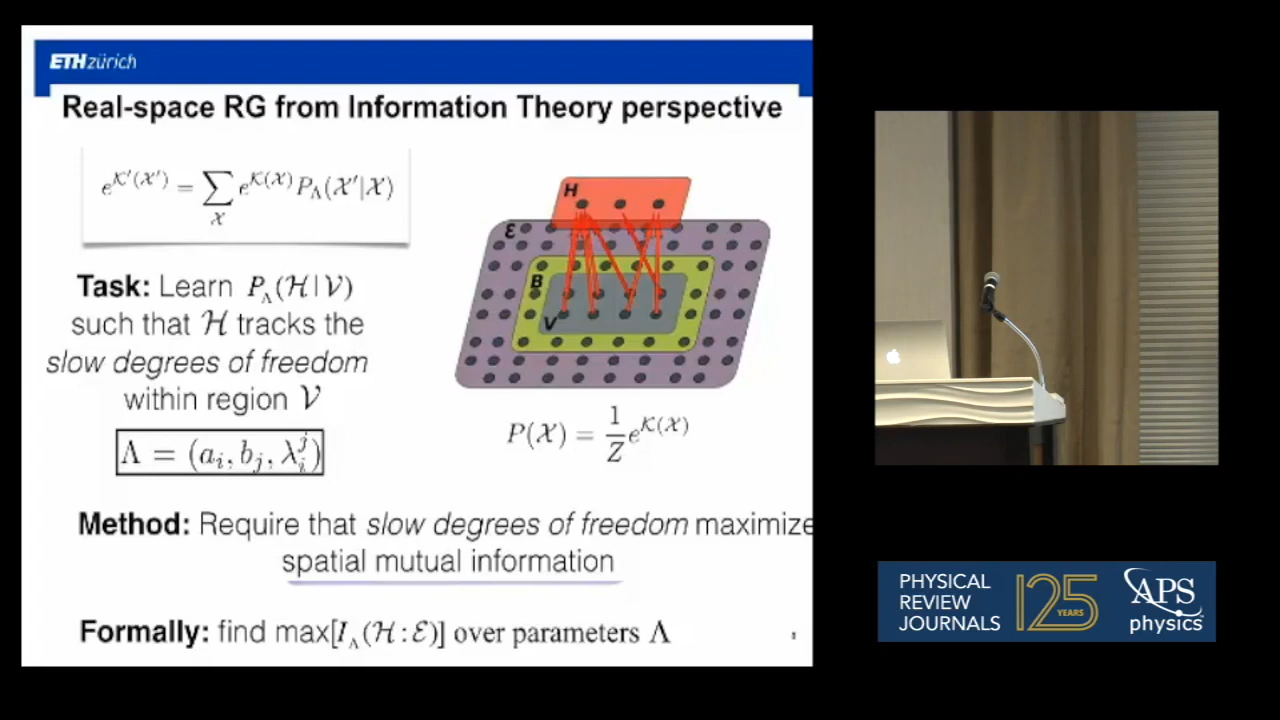 ETH zürich
Real-space RG from Information Theory perspective
e^{𝒦'(𝒳')} = ∑_𝒳 e^{𝒦(𝒳)} P_Λ(𝒳'|𝒳)
Task: Learn P_Λ(ℋ|𝒱)
such that ℋ tracks the
slow degrees of freedom
within region 𝒱
Λ = (a_i, b_j, λ_i^j)
H
ε
B
V
P(𝒳) = 1/Z e^{𝒦(𝒳)}
Method: Require that slow degrees of freedom maximize
spatial mutual information
Formally: find max[I_Λ(ℋ:ℰ)] over parameters Λ
PHYSICAL
REVIEW
JOURNALS
125
YEARS
APS
physics